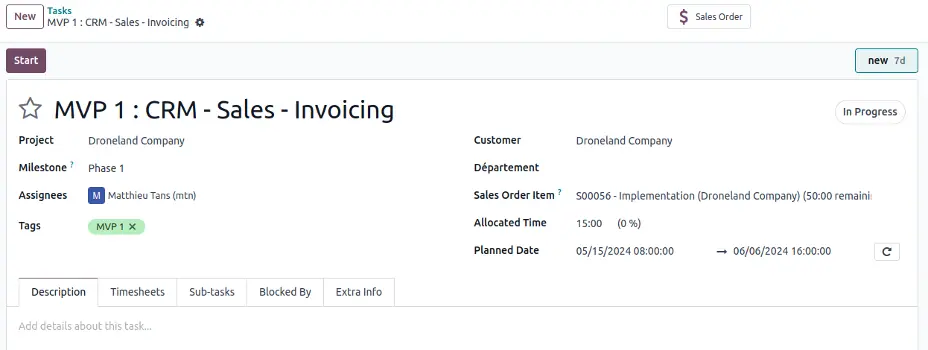 New
Tasks
MVP 1 : CRM - Sales - Invoicing
$ Sales Order
Start
new 7d
MVP 1 : CRM - Sales - Invoicing
In Progress
Project Droneland Company
Customer Droneland Company
Milestone ? Phase 1
Département
Assignees M Matthieu Tans (mtn)
Sales Order Item ? S00056 - Implementation (Droneland Company) (50:00 remaini
Allocated Time 15:00 (0 %)
Tags MVP 1 ×
Planned Date 05/15/2024 08:00:00 → 06/06/2024 16:00:00
Description Timesheets Sub-tasks Blocked By Extra Info
Add details about this task...